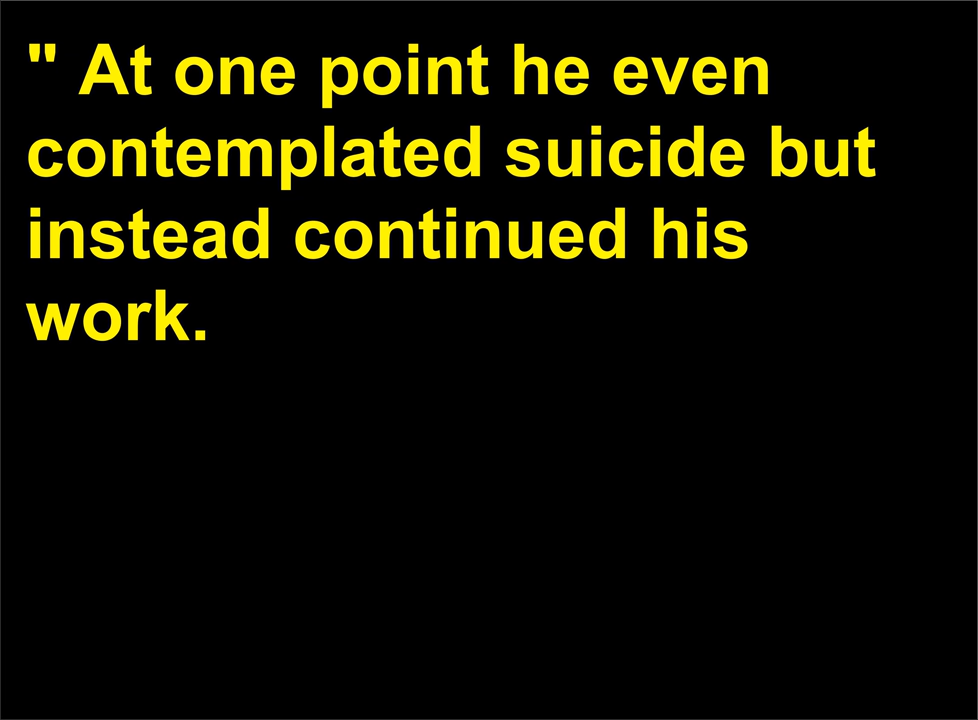 " At one point he even
contemplated suicide but
instead continued his
work.